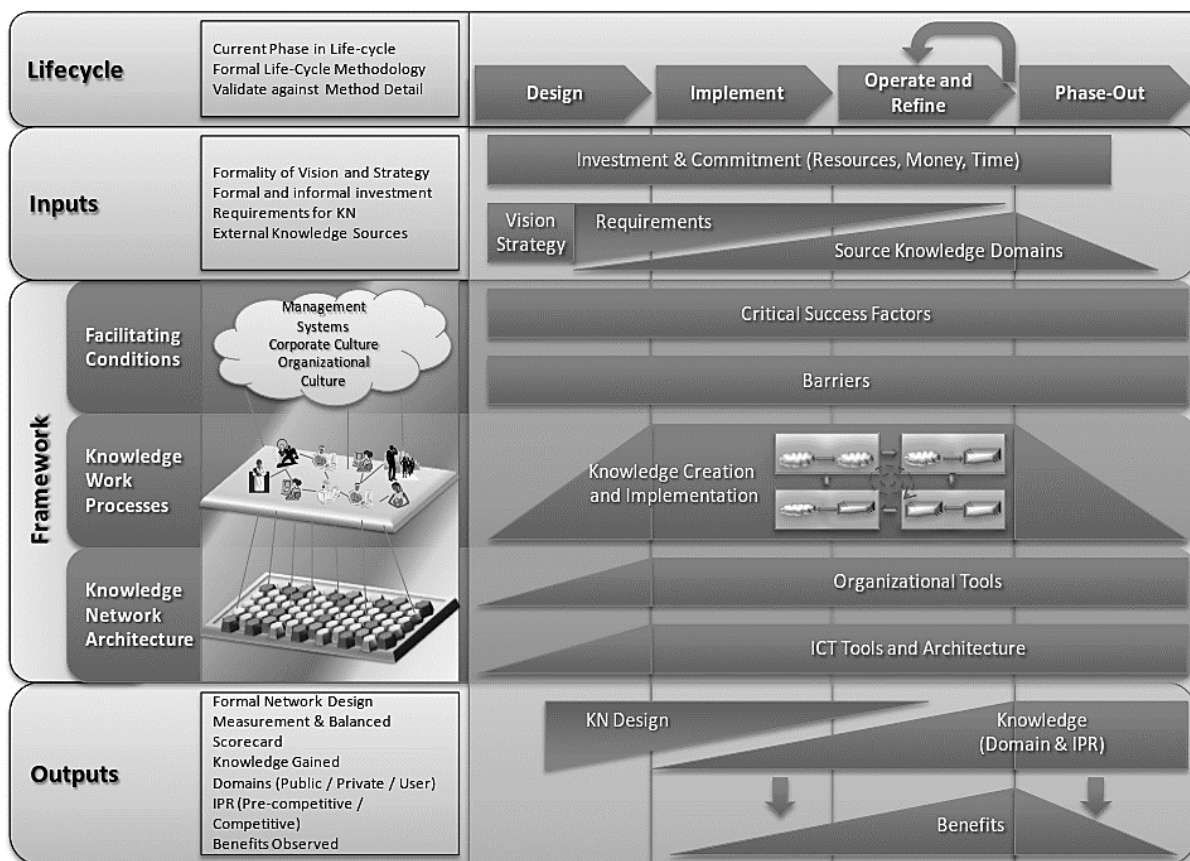 Lifecycle
Current Phase in Life-cycle
Formal Life-Cycle Methodology
Validate against Method Detail
Design
Implement
Operate and
Refine
Phase-Out
Inputs
Formality of Vision and Strategy
Formal and informal investment
Requirements for KN
External Knowledge Sources
Investment & Commitment (Resources, Money, Time)
Vision
Strategy
Requirements
Source Knowledge Domains
Framework
Facilitating
Conditions
Management
Systems
Corporate Culture
Organizational
Culture
Critical Success Factors
Barriers
Knowledge
Work
Processes
Knowledge Creation
and Implementation
Knowledge
Network
Architecture
Organizational Tools
ICT Tools and Architecture
Outputs
Formal Network Design
Measurement & Balanced
Scorecard
Knowledge Gained
Domains (Public / Private / User)
IPR (Pre-competitive /
Competitive)
Benefits Observed
KN Design
Knowledge
(Domain & IPR)
Benefits